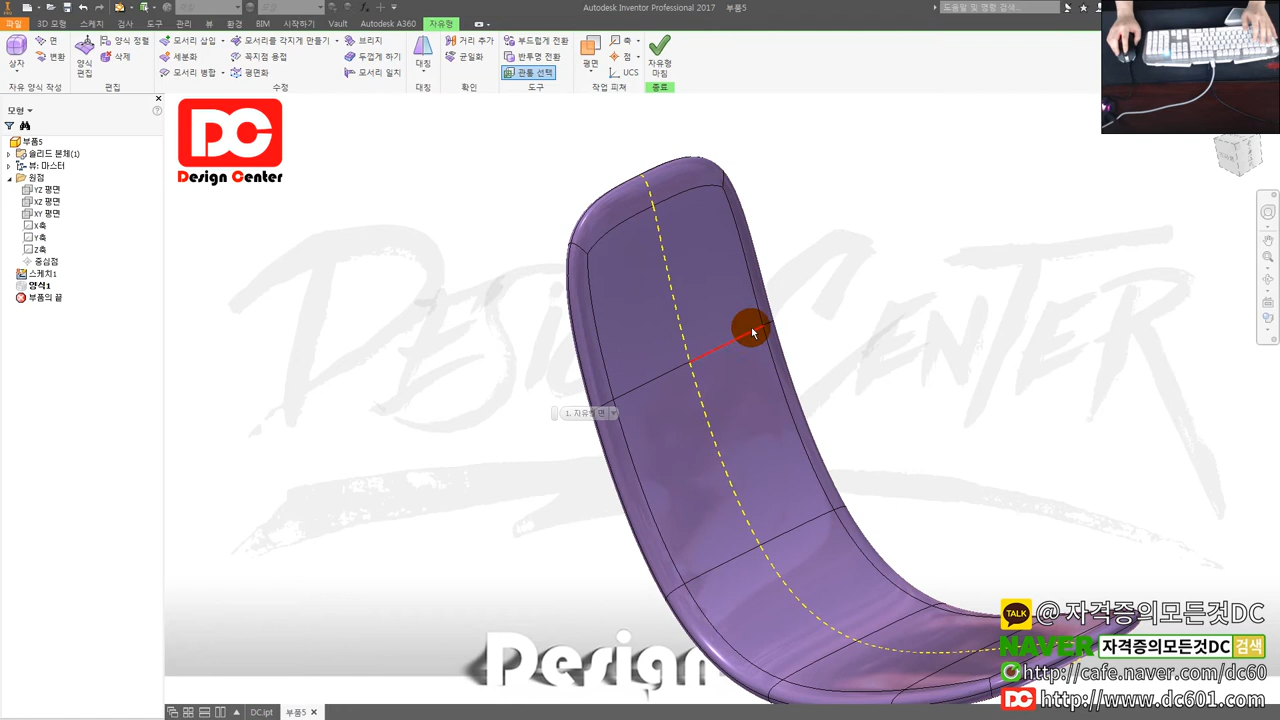 Autodesk Inventor Professional 2017 부품5
도움말 및 명령 검색...
파일 3D 모형 스케치 검사 도구 관리 뷰 환경 BIM 시작하기 Vault Autodesk A360 자유형
상자
면
변환
자유 양식 작성
양식
편집
양식 정렬
삭제
편집
모서리 삽입
세분화
모서리 병합
모서리를 각지게 만들기
꼭지점 용접
평면화
브리지
두껍게 하기
모서리 일치
수정
대칭
대칭
거리 추가
균일화
확인
부드럽게 전환
반투명 전환
관통 선택
도구
평면
축
점
UCS
작업 피쳐
자유형
마침
종료
모형
부품5
솔리드 본체(1)
뷰: 마스터
원점
YZ 평면
XZ 평면
XY 평면
X축
Y축
Z축
중심점
스케치1
양식1
부품의 끝
DC
Design Center
DESIGN CENTER
1. 자유형 면
Design
TALK @ 자격증의모든것DC
NAVER 자격증의모든것DC 검색
http://cafe.naver.com/dc60
DC http://www.dc601.com/
DC.ipt 부품5